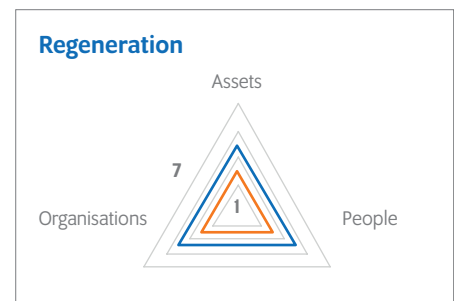 Regeneration
Assets
7
1
Organisations
People